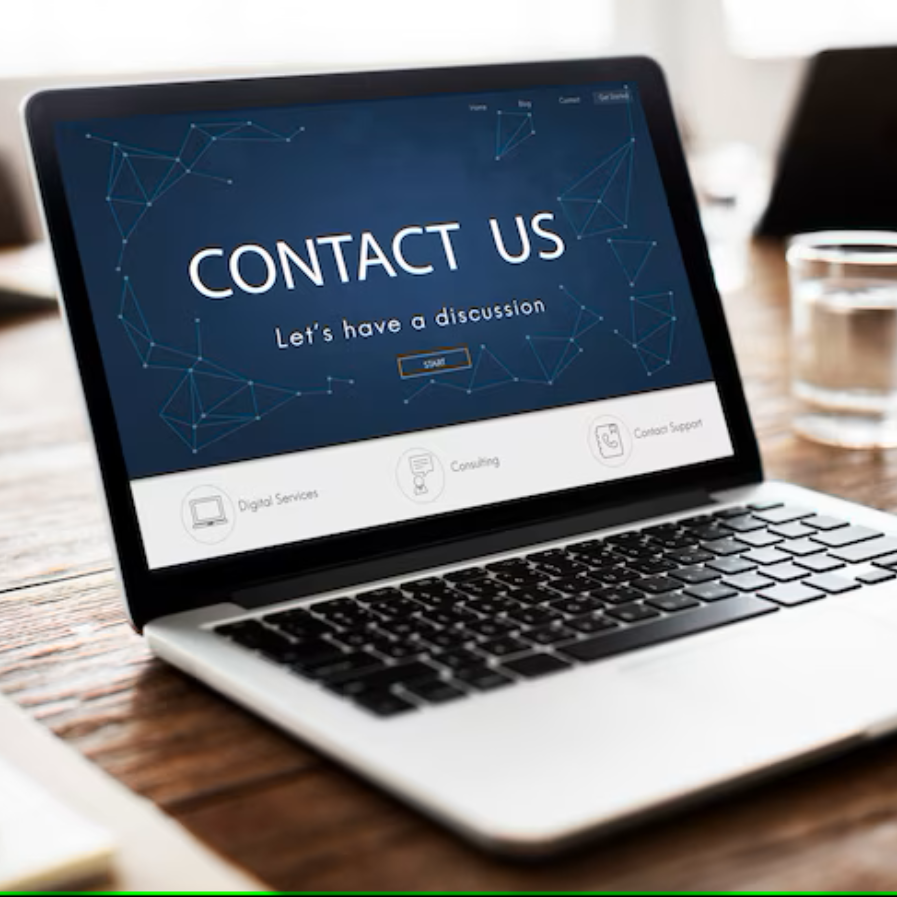 Home Blog Contact Get Started
CONTACT US
Let's have a discussion
START
Digital Services
Consulting
Contact Support